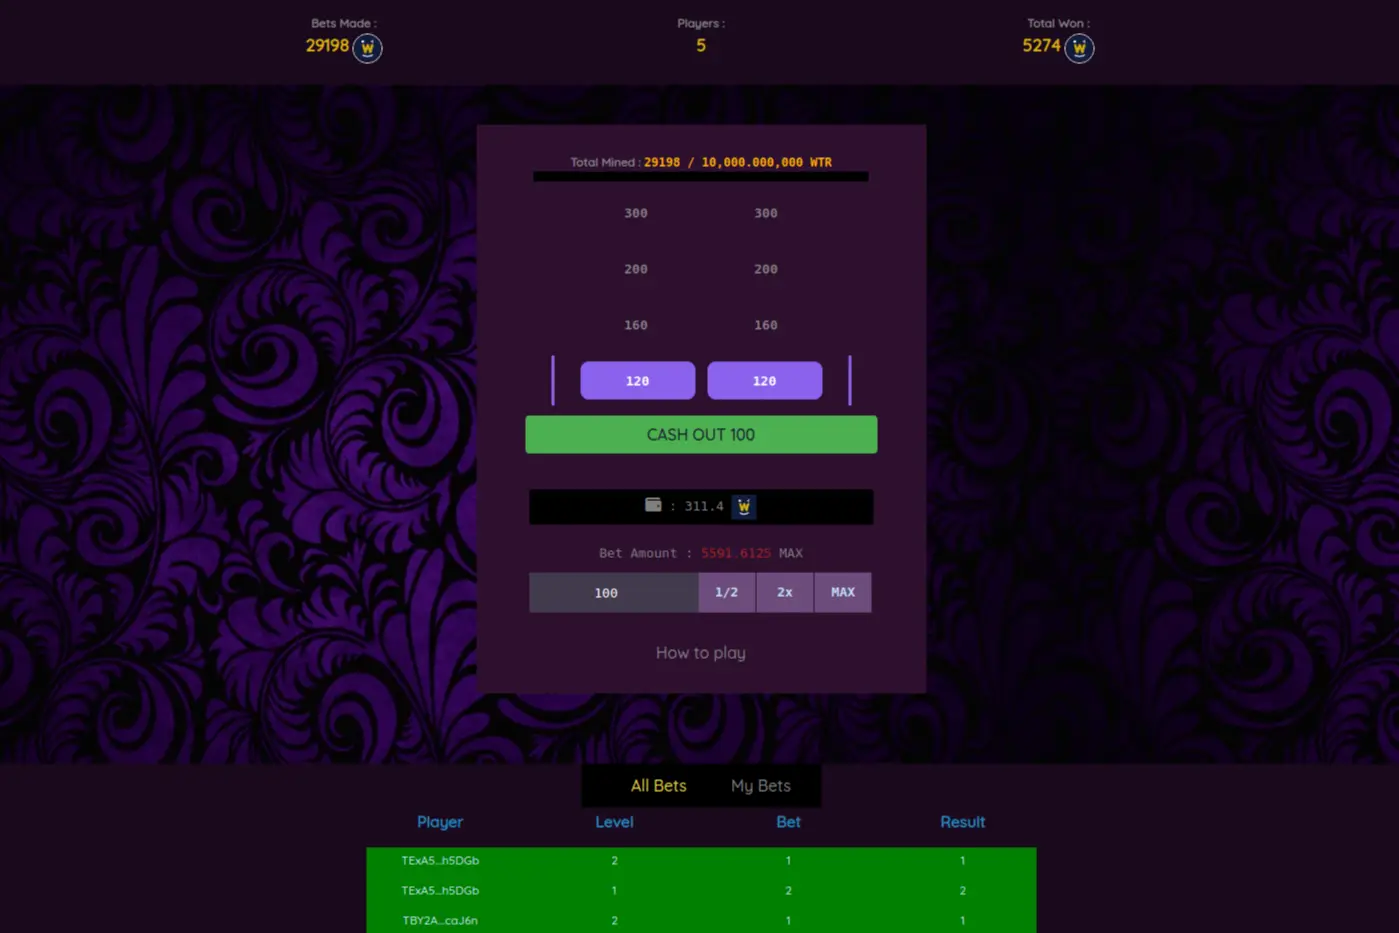 Bets Made :
29198
Players :
5
Total Won :
5274
Total Mined : 29198 / 10,000.000,000 WTR
300 300
200 200
160 160
120 120
CASH OUT 100
: 311.4
Bet Amount : 5591.6125 MAX
100 1/2 2x MAX
How to play
All Bets My Bets
Player Level Bet Result
TExA5...h5DGb 2 1 1
TExA5...h5DGb 1 2 2
TBY2A...caJ6n 2 1 1